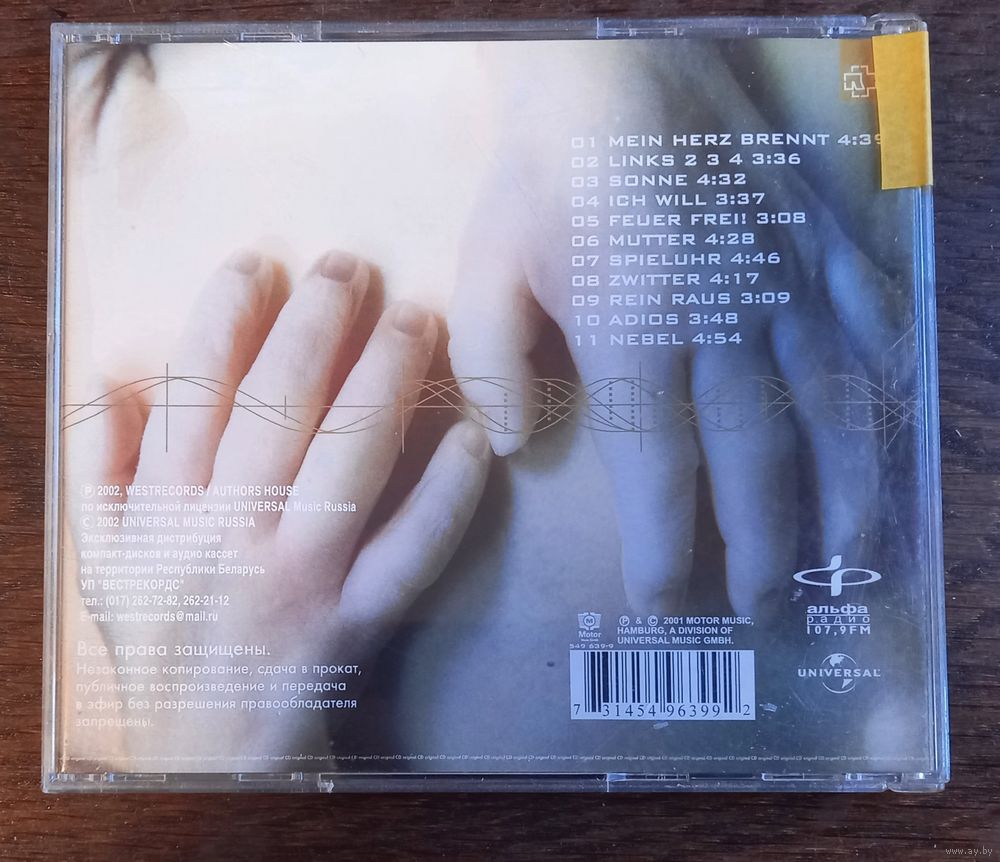 01 MEIN HERZ BRENNT 4:39
02 LINKS 2 3 4 3:36
03 SONNE 4:32
04 ICH WILL 3:37
05 FEUER FREI! 3:08
06 MUTTER 4:28
07 SPIELUHR 4:46
08 ZWITTER 4:17
09 REIN RAUS 3:09
10 ADIOS 3:48
11 NEBEL 4:54
℗ 2002, WESTRECORDS / AUTHORS HOUSE
по исключительной лицензии UNIVERSAL Music Russia
© 2002 UNIVERSAL MUSIC RUSSIA
Эксклюзивная дистрибуция
компакт-дисков и аудио кассет
на территории Республики Беларусь
УП "ВЕСТРЕКОРДС"
тел.: (017) 262-72-82, 262-21-12
E-mail: westrecords@mail.ru
Все права защищены.
Незаконное копирование, сдача в прокат,
публичное воспроизведение и передача
в эфир без разрешения правообладателя
запрещены.
Motor
℗ & © 2001 MOTOR MUSIC,
HAMBURG, A DIVISION OF
UNIVERSAL MUSIC GMBH.
549 639-9
7 31454 96399 2
альфа
радио
107,9 FM
UNIVERSAL
www.ay.by